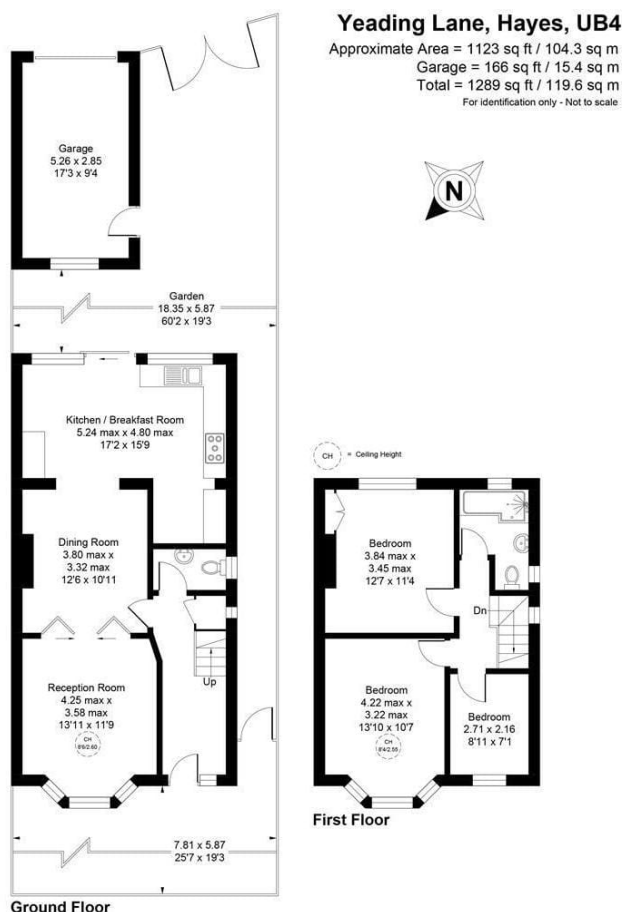 Yeading Lane, Hayes, UB4
Approximate Area = 1123 sq ft / 104.3 sq m
Garage = 166 sq ft / 15.4 sq m
Total = 1289 sq ft / 119.6 sq m
For identification only - Not to scale
N
Garage
5.26 x 2.85
17'3 x 9'4
Garden
18.35 x 5.87
60'2 x 19'3
Kitchen / Breakfast Room
5.24 max x 4.80 max
17'2 x 15'9
Dining Room
3.80 max x
3.32 max
12'6 x 10'11
Up
Reception Room
4.25 max x
3.58 max
13'11 x 11'9
CH
8'6/2.60
7.81 x 5.87
25'7 x 19'3
Ground Floor
CH = Ceiling Height
Bedroom
3.84 max x
3.45 max
12'7 x 11'4
Dn
Bedroom
4.22 max x
3.22 max
13'10 x 10'7
CH
8'4/2.55
Bedroom
2.71 x 2.16
8'11 x 7'1
First Floor